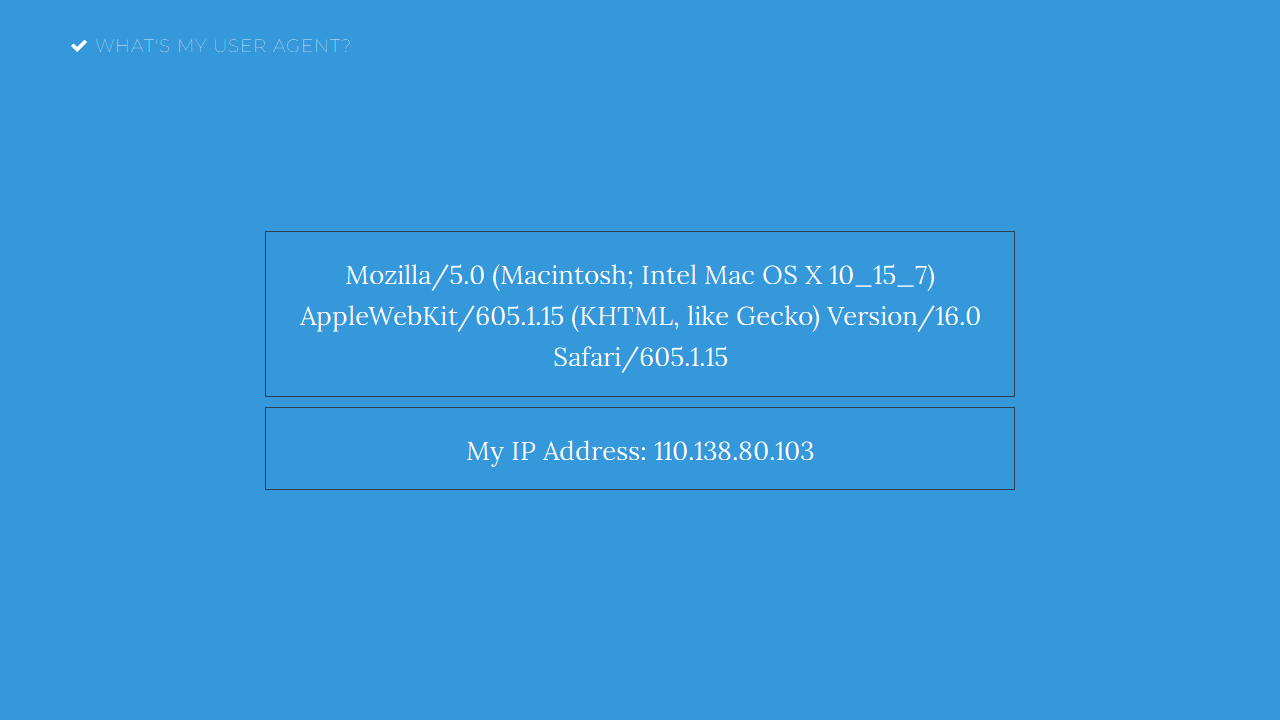 WHAT'S MY USER AGENT?
Mozilla/5.0 (Macintosh; Intel Mac OS X 10_15_7)
AppleWebKit/605.1.15 (KHTML, like Gecko) Version/16.0
Safari/605.1.15
My IP Address: 110.138.80.103